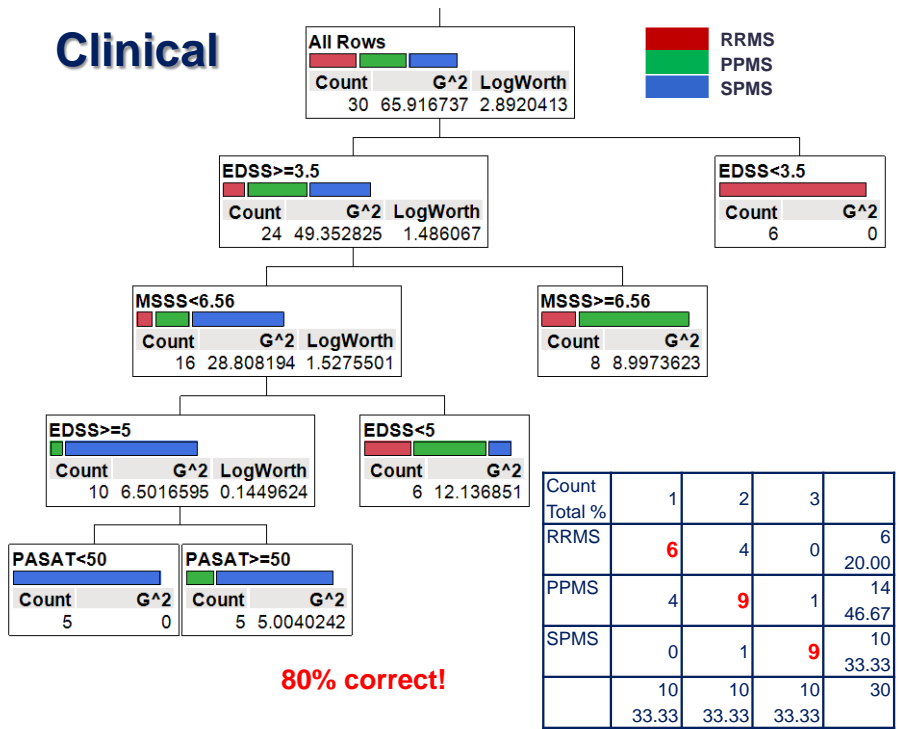 Clinical
All Rows
Count G^2 LogWorth
30 65.916737 2.8920413
RRMS
PPMS
SPMS
EDSS>=3.5
Count G^2 LogWorth
24 49.352825 1.486067
EDSS<3.5
Count G^2
6 0
MSSS<6.56
Count G^2 LogWorth
16 28.808194 1.5275501
MSSS>=6.56
Count G^2
8 8.9973623
EDSS>=5
Count G^2 LogWorth
10 6.5016595 0.1449624
EDSS<5
Count G^2
6 12.136851
PASAT<50
Count G^2
5 0
PASAT>=50
Count G^2
5 5.0040242
80% correct!
Count 1 2 3
Total %
RRMS 6 4 0 6
20.00
PPMS 4 9 1 14
46.67
SPMS 0 1 9 10
33.33
10 10 10 30
33.33 33.33 33.33